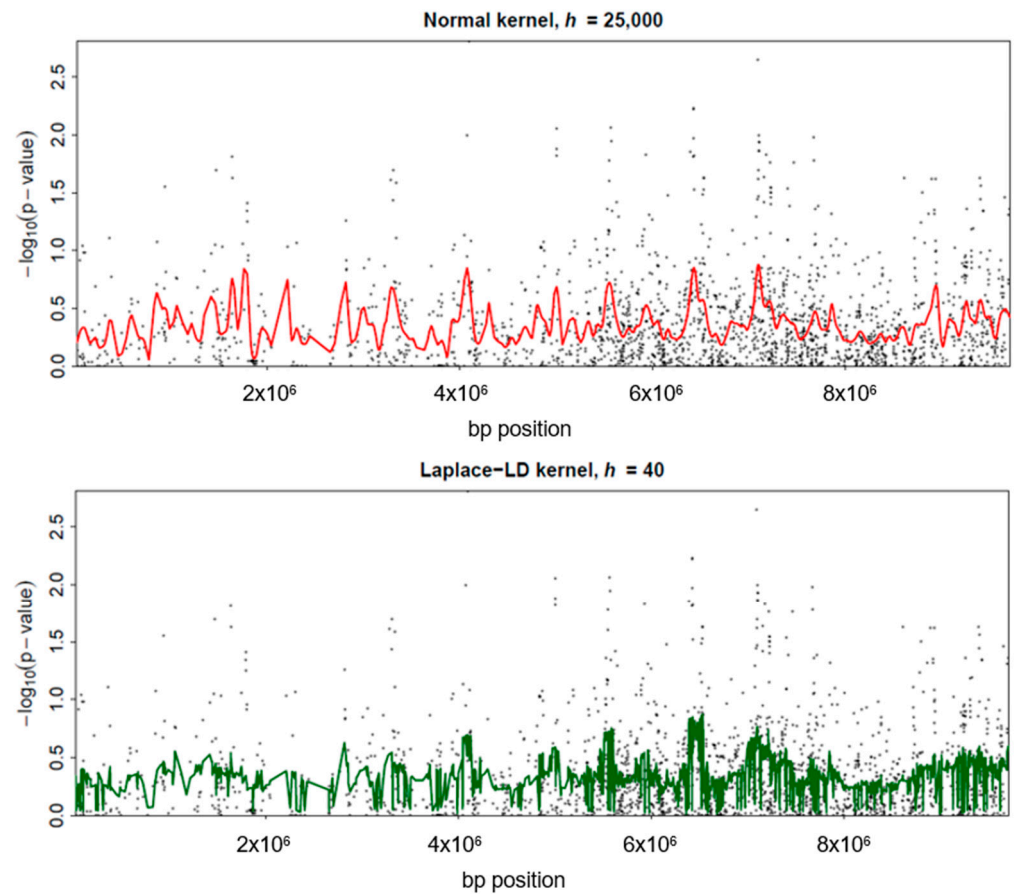 Normal kernel, h = 25,000
−log₁₀(p − value)
2.5
2.0
1.5
1.0
0.5
0.0
2x10⁶ 4x10⁶ 6x10⁶ 8x10⁶
bp position
Laplace−LD kernel, h = 40
−log₁₀(p − value)
2.5
2.0
1.5
1.0
0.5
0.0
2x10⁶ 4x10⁶ 6x10⁶ 8x10⁶
bp position